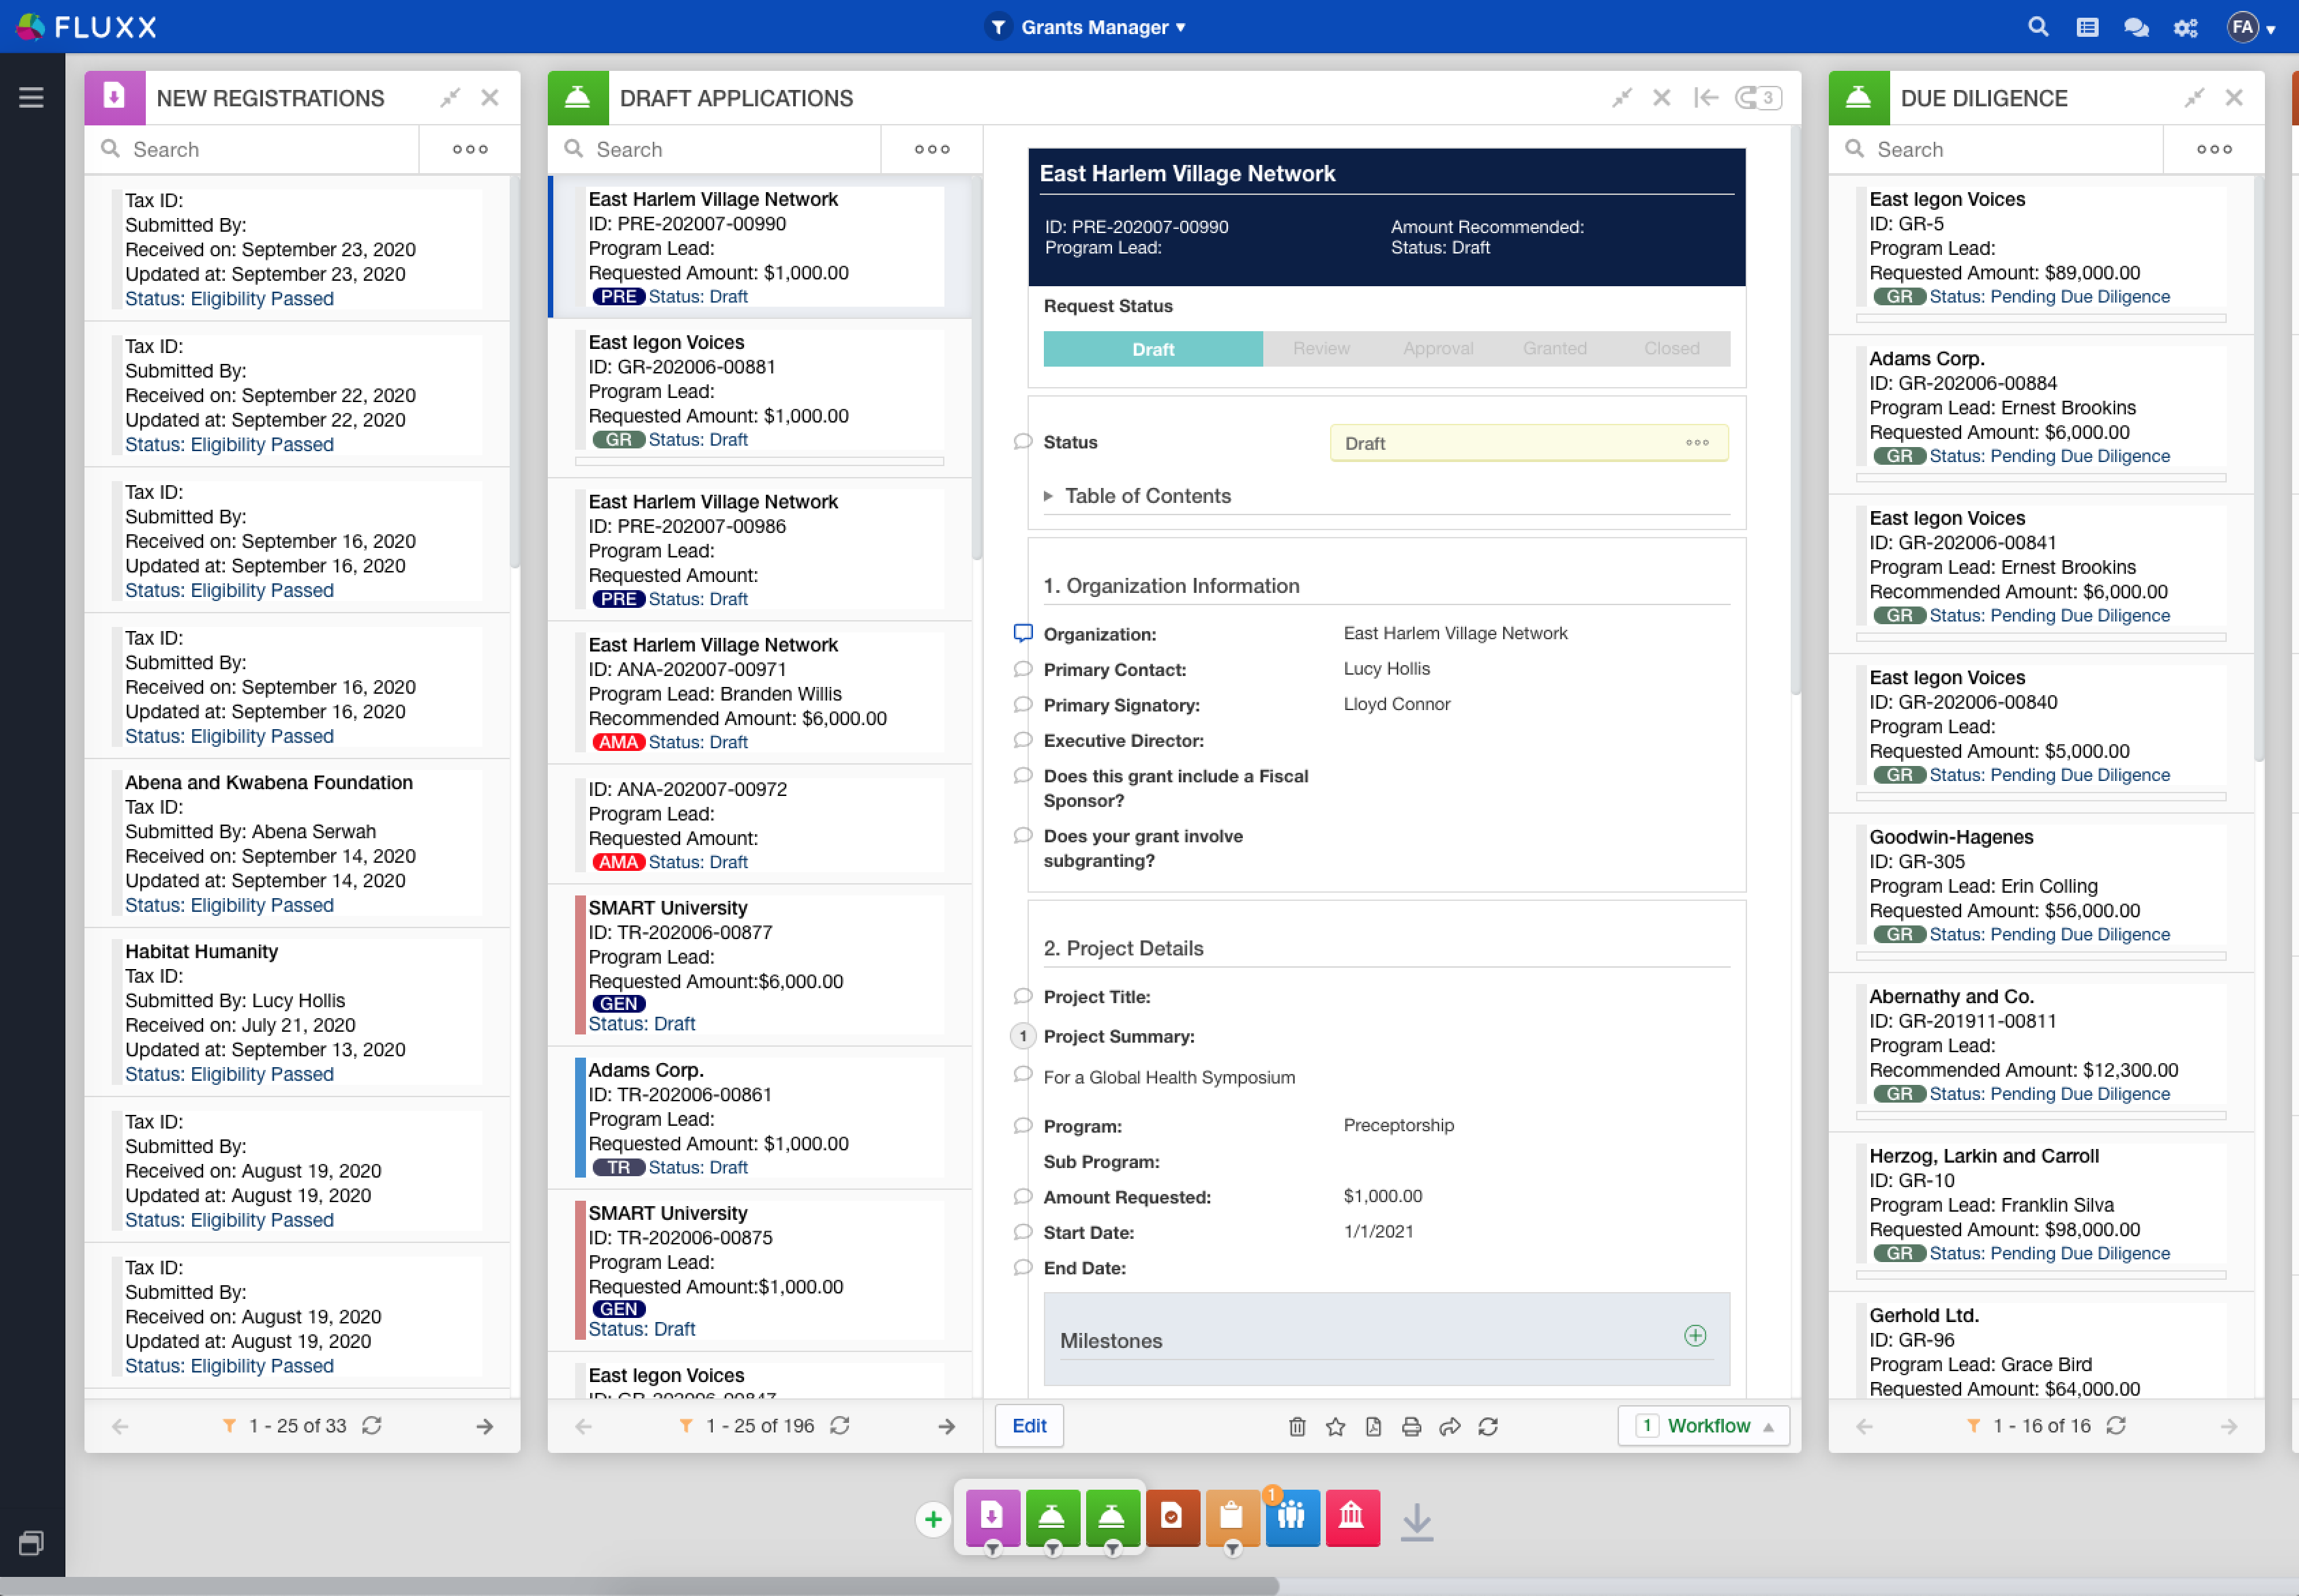 FLUXX
Grants Manager
FA
NEW REGISTRATIONS
Search
Tax ID:
Submitted By:
Received on: September 23, 2020
Updated at: September 23, 2020
Status: Eligibility Passed
Tax ID:
Submitted By:
Received on: September 22, 2020
Updated at: September 22, 2020
Status: Eligibility Passed
Tax ID:
Submitted By:
Received on: September 16, 2020
Updated at: September 16, 2020
Status: Eligibility Passed
Tax ID:
Submitted By:
Received on: September 16, 2020
Updated at: September 16, 2020
Status: Eligibility Passed
Abena and Kwabena Foundation
Tax ID:
Submitted By: Abena Serwah
Received on: September 14, 2020
Updated at: September 14, 2020
Status: Eligibility Passed
Habitat Humanity
Tax ID:
Submitted By: Lucy Hollis
Received on: July 21, 2020
Updated at: September 13, 2020
Status: Eligibility Passed
Tax ID:
Submitted By:
Received on: August 19, 2020
Updated at: August 19, 2020
Status: Eligibility Passed
Tax ID:
Submitted By:
Received on: August 19, 2020
Updated at: August 19, 2020
Status: Eligibility Passed
1 - 25 of 33
DRAFT APPLICATIONS
3
Search
East Harlem Village Network
ID: PRE-202007-00990
Program Lead:
Requested Amount: $1,000.00
PRE Status: Draft
East legon Voices
ID: GR-202006-00881
Program Lead:
Requested Amount: $1,000.00
GR Status: Draft
East Harlem Village Network
ID: PRE-202007-00986
Program Lead:
Requested Amount:
PRE Status: Draft
East Harlem Village Network
ID: ANA-202007-00971
Program Lead: Branden Willis
Recommended Amount: $6,000.00
AMA Status: Draft
ID: ANA-202007-00972
Program Lead:
Requested Amount:
AMA Status: Draft
SMART University
ID: TR-202006-00877
Program Lead:
Requested Amount:$6,000.00
GEN
Status: Draft
Adams Corp.
ID: TR-202006-00861
Program Lead:
Requested Amount: $1,000.00
TR Status: Draft
SMART University
ID: TR-202006-00875
Program Lead:
Requested Amount:$1,000.00
GEN
Status: Draft
East legon Voices
ID: GR-202006-00847
1 - 25 of 196
East Harlem Village Network
ID: PRE-202007-00990
Program Lead:
Amount Recommended:
Status: Draft
Request Status
Draft Review Approval Granted Closed
Status Draft
Table of Contents
1. Organization Information
Organization: East Harlem Village Network
Primary Contact: Lucy Hollis
Primary Signatory: Lloyd Connor
Executive Director:
Does this grant include a Fiscal
Sponsor?
Does your grant involve
subgranting?
2. Project Details
Project Title:
1 Project Summary:
For a Global Health Symposium
Program: Preceptorship
Sub Program:
Amount Requested: $1,000.00
Start Date: 1/1/2021
End Date:
Milestones
Edit
1 Workflow
DUE DILIGENCE
Search
East legon Voices
ID: GR-5
Program Lead:
Requested Amount: $89,000.00
GR Status: Pending Due Diligence
Adams Corp.
ID: GR-202006-00884
Program Lead: Ernest Brookins
Requested Amount: $6,000.00
GR Status: Pending Due Diligence
East legon Voices
ID: GR-202006-00841
Program Lead: Ernest Brookins
Recommended Amount: $6,000.00
GR Status: Pending Due Diligence
East legon Voices
ID: GR-202006-00840
Program Lead:
Requested Amount: $5,000.00
GR Status: Pending Due Diligence
Goodwin-Hagenes
ID: GR-305
Program Lead: Erin Colling
Requested Amount: $56,000.00
GR Status: Pending Due Diligence
Abernathy and Co.
ID: GR-201911-00811
Program Lead:
Recommended Amount: $12,300.00
GR Status: Pending Due Diligence
Herzog, Larkin and Carroll
ID: GR-10
Program Lead: Franklin Silva
Requested Amount: $98,000.00
GR Status: Pending Due Diligence
Gerhold Ltd.
ID: GR-96
Program Lead: Grace Bird
Requested Amount: $64,000.00
1 - 16 of 16
1